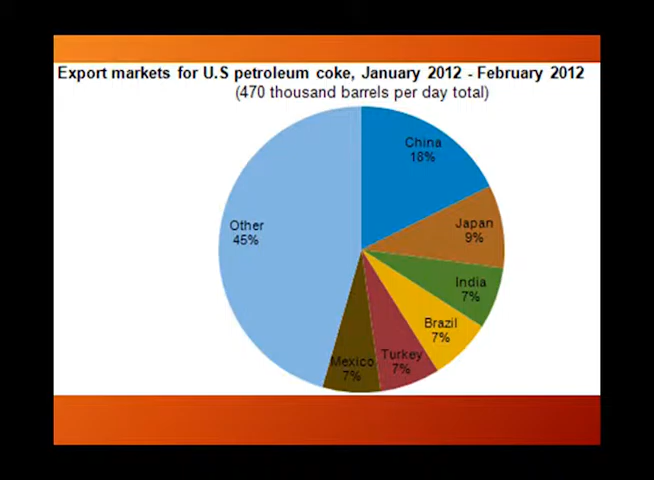 Export markets for U.S petroleum coke, January 2012 - February 2012
(470 thousand barrels per day total)
China
18%
Japan
9%
India
7%
Brazil
7%
Turkey
7%
Mexico
7%
Other
45%